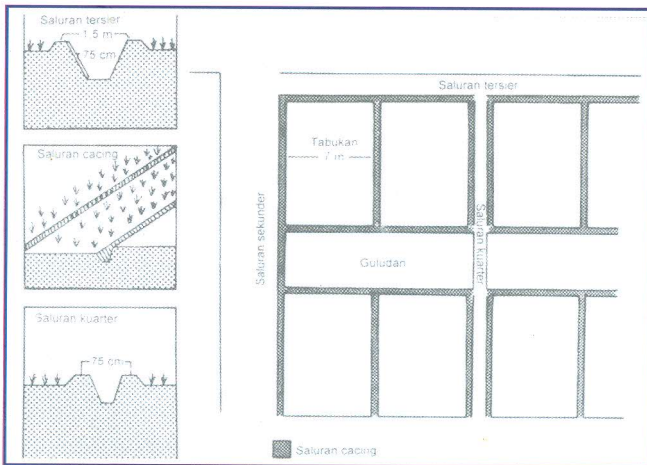 Saluran tersier
1,5 m
75 cm
Saluran cacing
Saluran kuarter
75 cm
Saluran tersier
Tabukan
7 m
Saluran sekunder
Saluran kuarter
Guludan
Saluran cacing